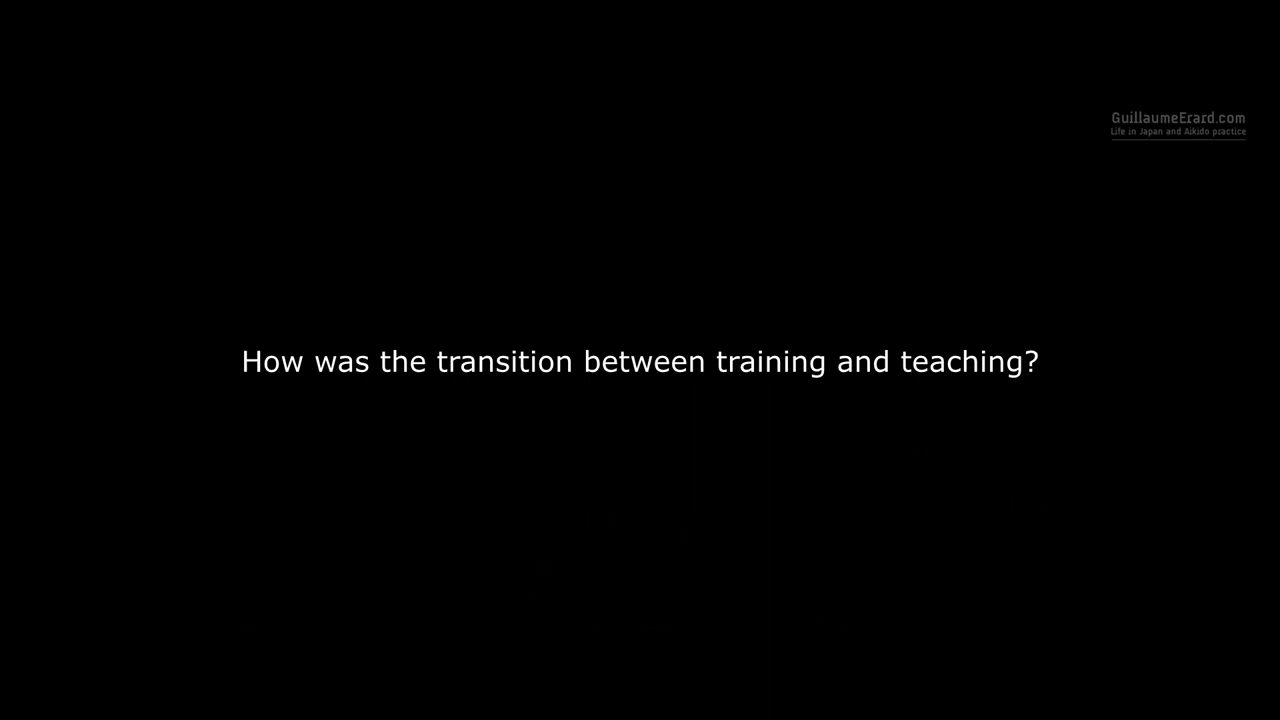 GuillaumeErard.com
Life in Japan and Aikido practice
How was the transition between training and teaching?